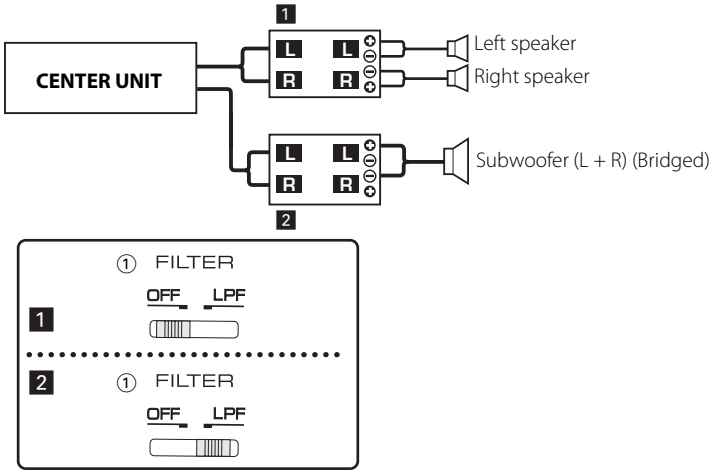 1
L L ⊕ Left speaker
⊖
CENTER UNIT
R R ⊖ Right speaker
⊕
L L ⊕
⊖ Subwoofer (L + R) (Bridged)
R R ⊖
⊕
2
① FILTER
OFF LPF
1
2 ① FILTER
OFF LPF